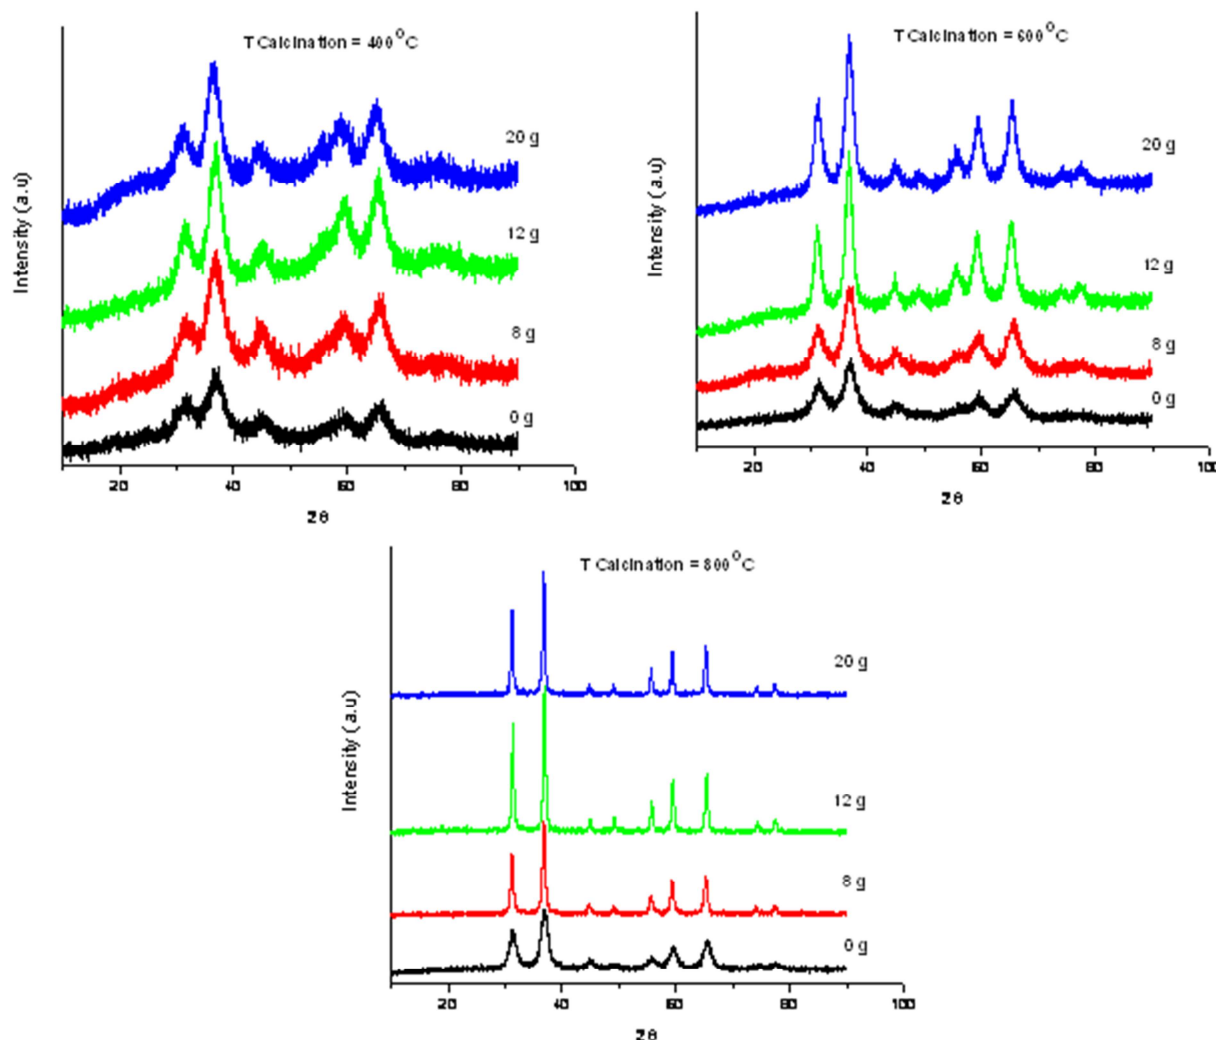 T Calcination = 400°C
20 g
12 g
8 g
0 g
Intensity (a.u)
20 40 60 80 100
2θ
T Calcination = 600°C
20 g
12 g
8 g
0 g
Intensity (a.u)
20 40 60 80 100
2θ
T Calcination = 800°C
20 g
12 g
8 g
0 g
Intensity (a.u)
20 40 60 80 100
2θ